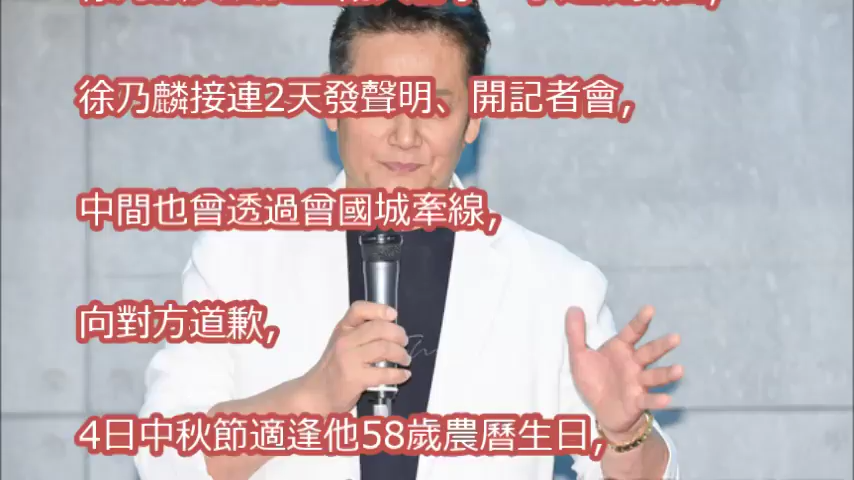 徐乃麟接連2天發聲明、開記者會,
中間也曾透過曾國城牽線,
向對方道歉,
4日中秋節適逢他58歲農曆生日,